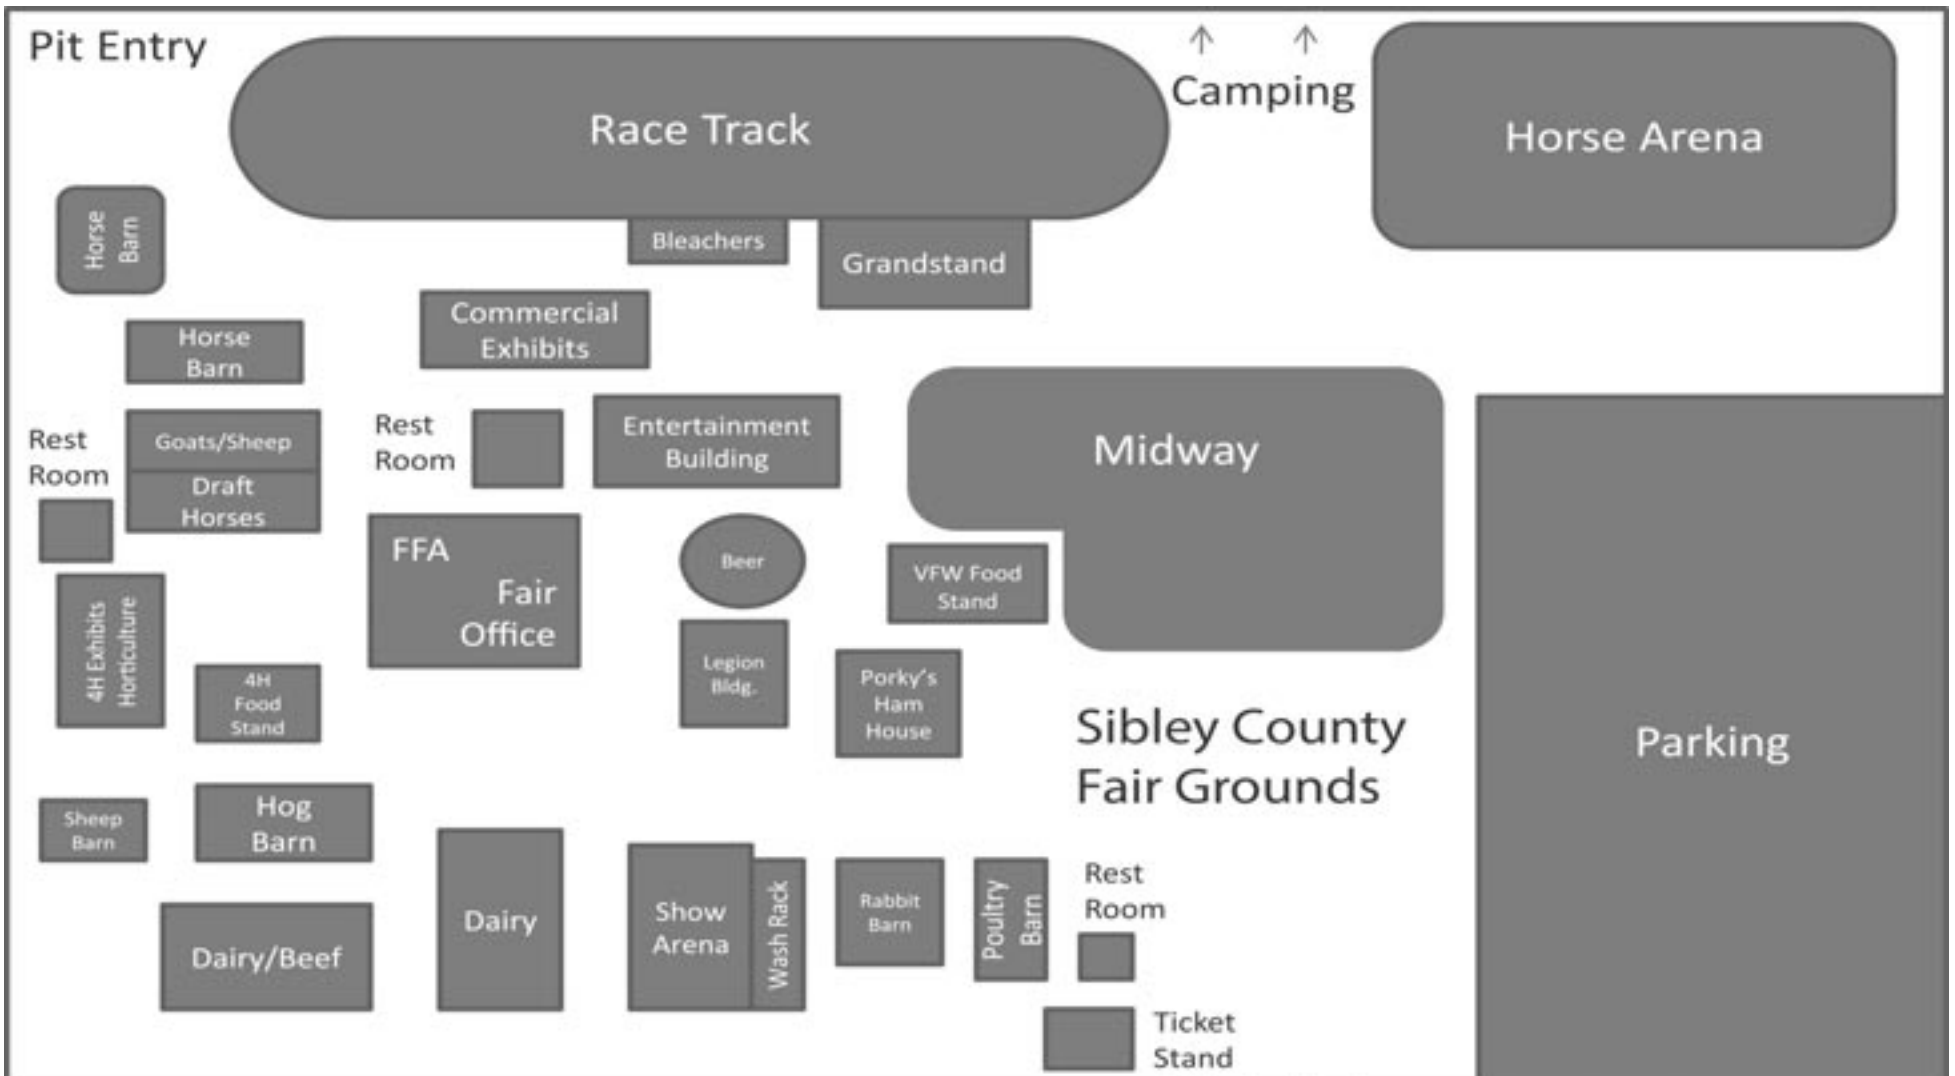 Pit Entry
Race Track
Camping
Horse Arena
Horse
Barn
Bleachers
Grandstand
Commercial
Exhibits
Horse
Barn
Rest
Room
Goats/Sheep
Draft
Horses
Rest
Room
Entertainment
Building
Midway
FFA
Fair
Office
Beer
VFW Food
Stand
4H Exhibits
Horticulture
4H
Food
Stand
Legion
Bldg.
Porky's
Ham
House
Sibley County
Fair Grounds
Parking
Sheep
Barn
Hog
Barn
Dairy/Beef
Dairy
Show
Arena
Wash Rack
Rabbit
Barn
Poultry
Barn
Rest
Room
Ticket
Stand